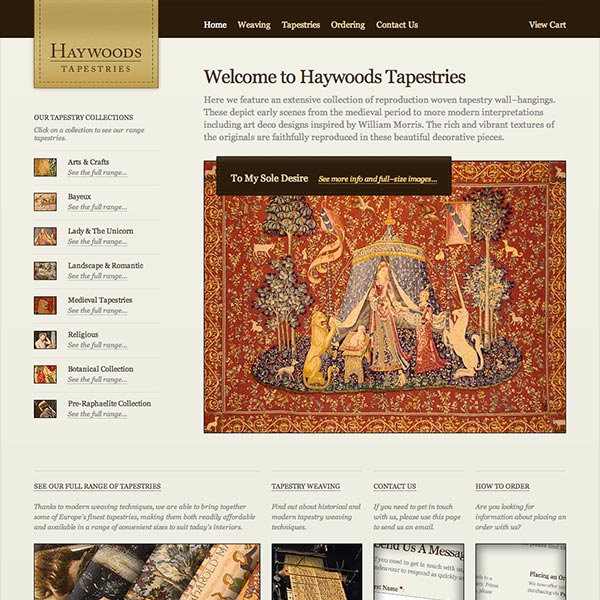 HAYWOODS
TAPESTRIES
Home Weaving Tapestries Ordering Contact Us View Cart
Welcome to Haywoods Tapestries
Here we feature an extensive collection of reproduction woven tapestry wall–hangings.
These depict early scenes from the medieval period to more modern interpretations
including art deco designs inspired by William Morris. The rich and vibrant textures of
the originals are faithfully reproduced in these beautiful decorative pieces.
OUR TAPESTRY COLLECTIONS
Click on a collection to see our range
tapestries.
Arts & Crafts
See the full range...
Bayeux
See the full range...
Lady & The Unicorn
See the full range...
Landscape & Romantic
See the full range...
Medieval Tapestries
See the full range...
Religious
See the full range...
Botanical Collection
See the full range...
Pre-Raphaelite Collection
See the full range...
To My Sole Desire See more info and full–size images...
SEE OUR FULL RANGE OF TAPESTRIES
Thanks to modern weaving techniques, we are able to bring together
some of Europe's finest tapestries, making them both readily affordable
and available in a range of convenient sizes to suit today's interiors.
TAPESTRY WEAVING
Find out about historical and
modern tapestry weaving
techniques.
CONTACT US
If you need to get in touch
with us, please use this page
to send us an email.
HOW TO ORDER
Are you looking for
information about placing an
order with us?
HAROLD
MORRIS
end Us A Messag
you need to get in touch with
endeavour to respond as quickly a
First Name *:
Placing an Or